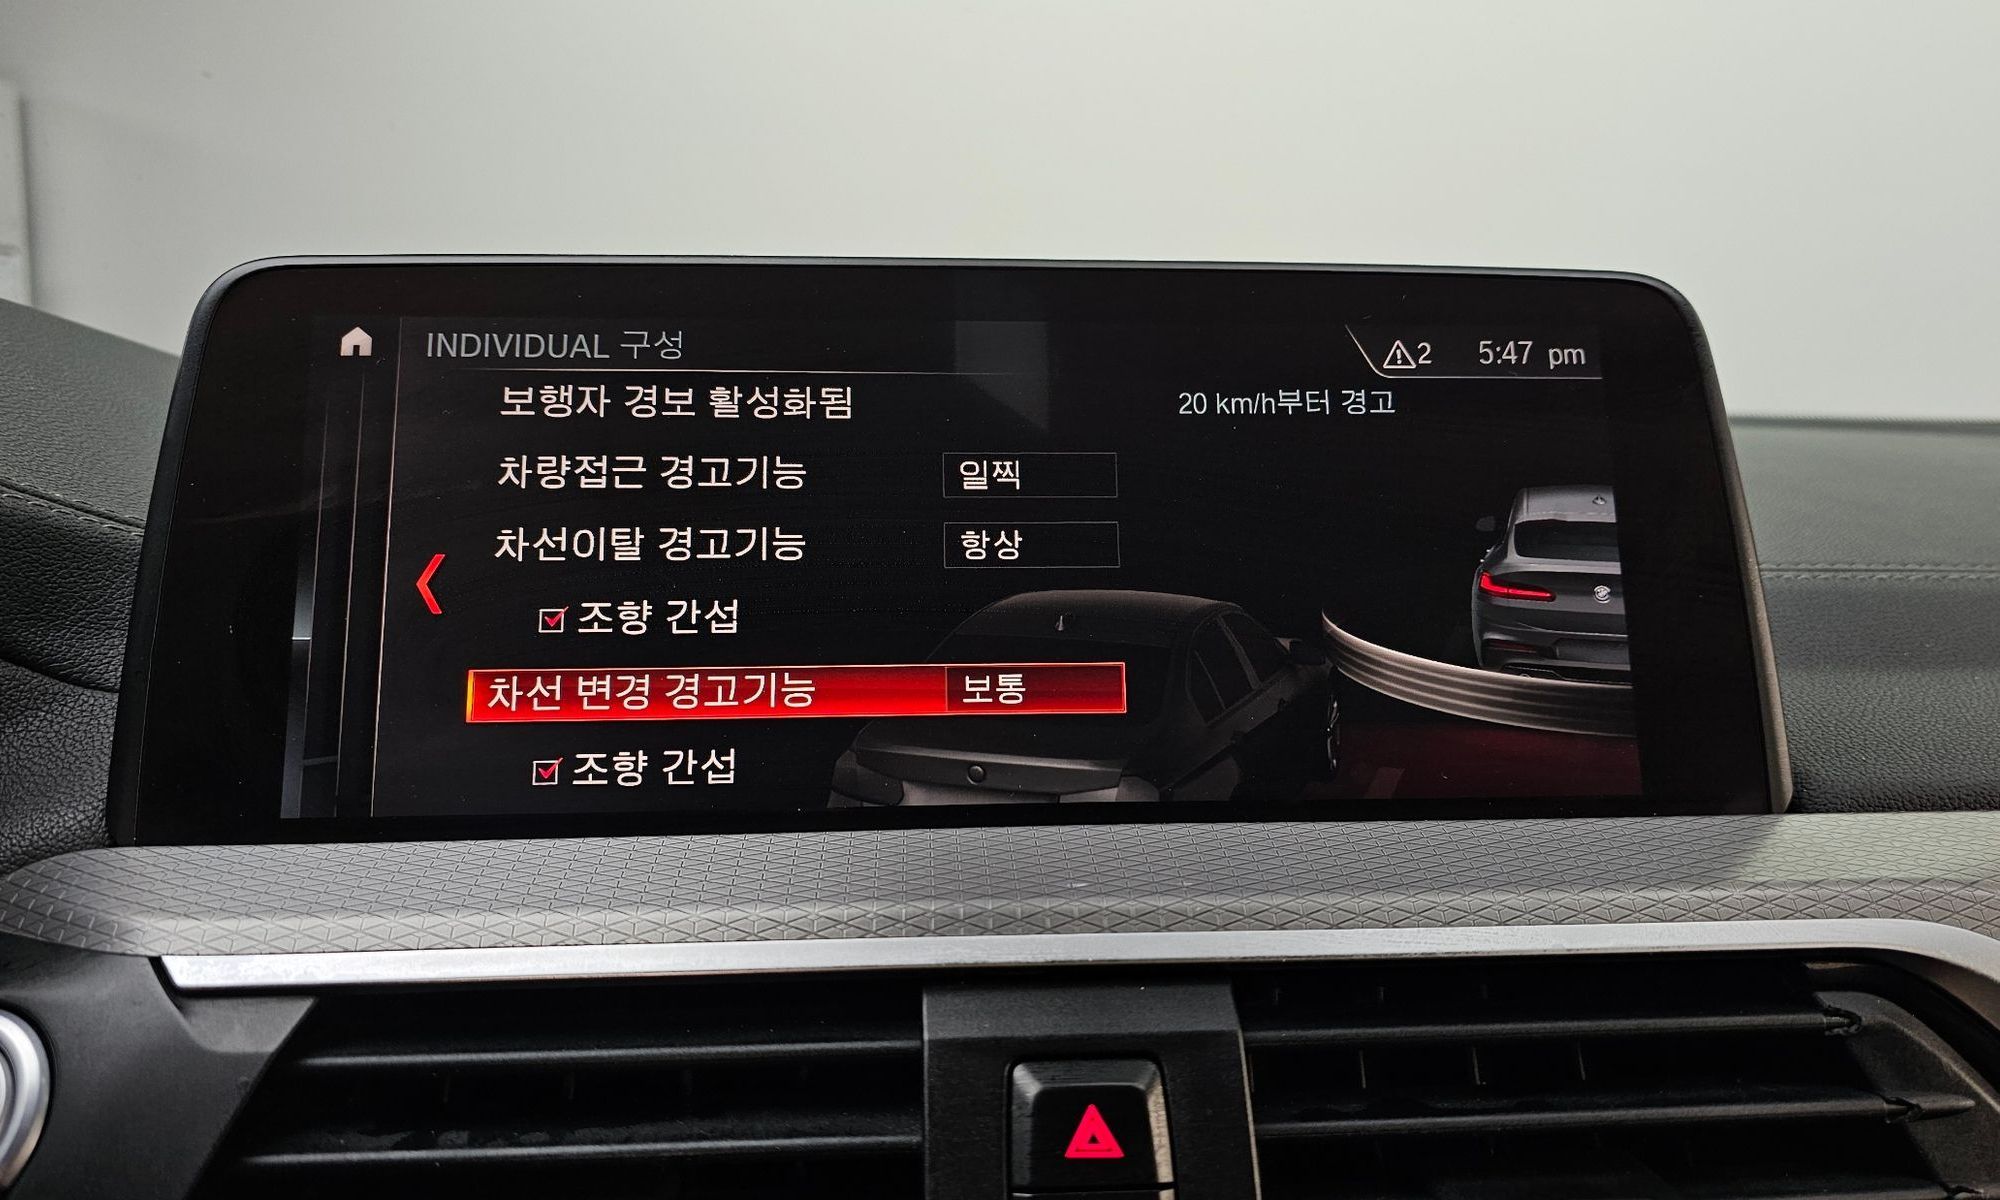 INDIVIDUAL 구성
2 5:47 pm
보행자 경보 활성화됨
20 km/h부터 경고
차량접근 경고기능 일찍
차선이탈 경고기능 항상
조향 간섭
차선 변경 경고기능 보통
조향 간섭